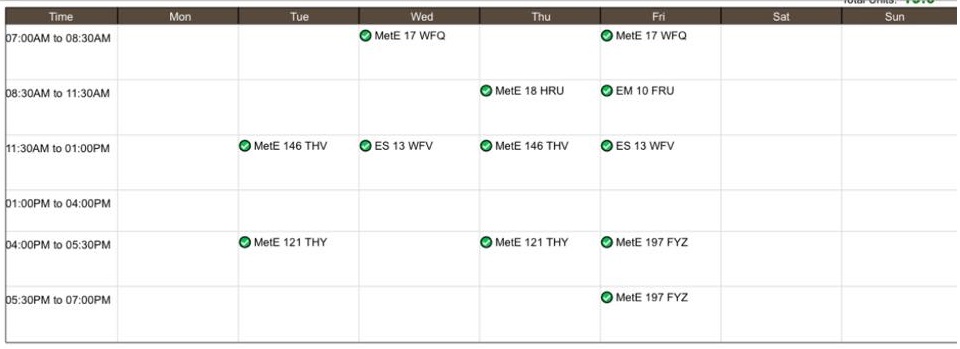 Total Units:
Time Mon Tue Wed Thu Fri Sat Sun
07:00AM to 08:30AM MetE 17 WFQ MetE 17 WFQ
08:30AM to 11:30AM MetE 18 HRU EM 10 FRU
11:30AM to 01:00PM MetE 146 THV ES 13 WFV MetE 146 THV ES 13 WFV
01:00PM to 04:00PM
04:00PM to 05:30PM MetE 121 THY MetE 121 THY MetE 197 FYZ
05:30PM to 07:00PM MetE 197 FYZ